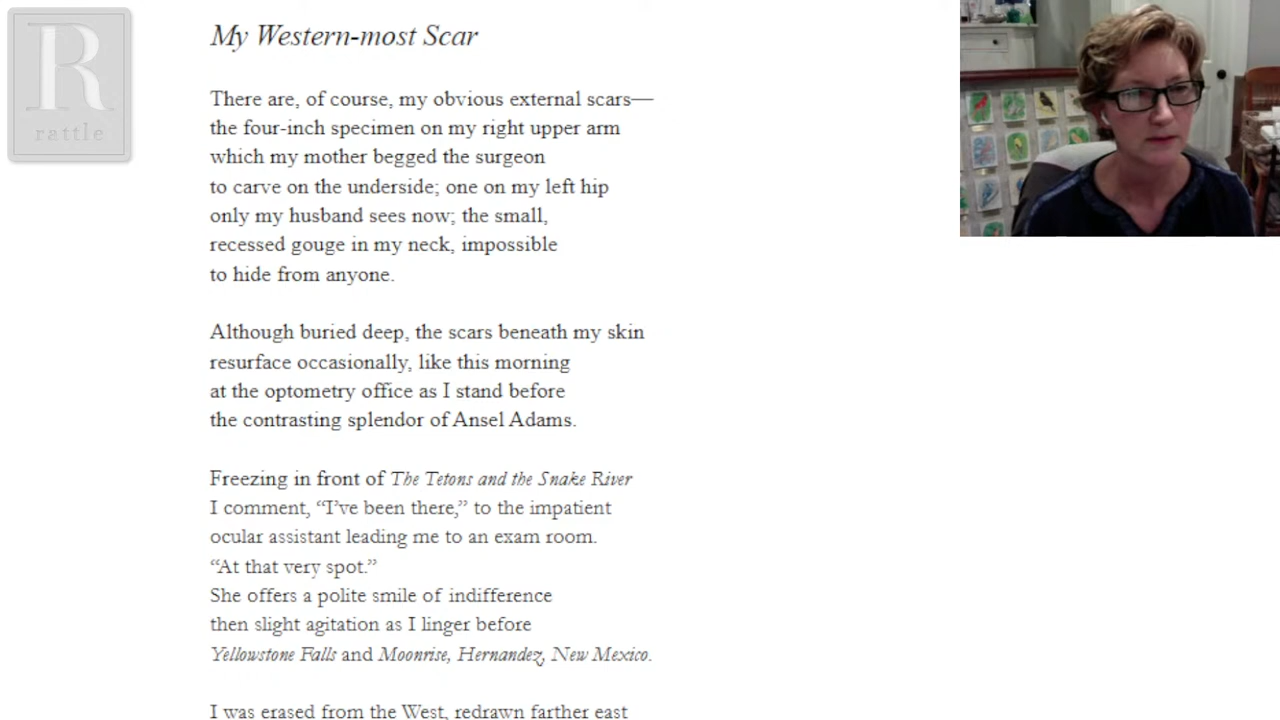 R
rattle
My Western-most Scar
There are, of course, my obvious external scars—
the four-inch specimen on my right upper arm
which my mother begged the surgeon
to carve on the underside; one on my left hip
only my husband sees now; the small,
recessed gouge in my neck, impossible
to hide from anyone.
Although buried deep, the scars beneath my skin
resurface occasionally, like this morning
at the optometry office as I stand before
the contrasting splendor of Ansel Adams.
Freezing in front of The Tetons and the Snake River
I comment, “I’ve been there,” to the impatient
ocular assistant leading me to an exam room.
“At that very spot.”
She offers a polite smile of indifference
then slight agitation as I linger before
Yellowstone Falls and Moonrise, Hernandez, New Mexico.
I was erased from the West, redrawn farther east